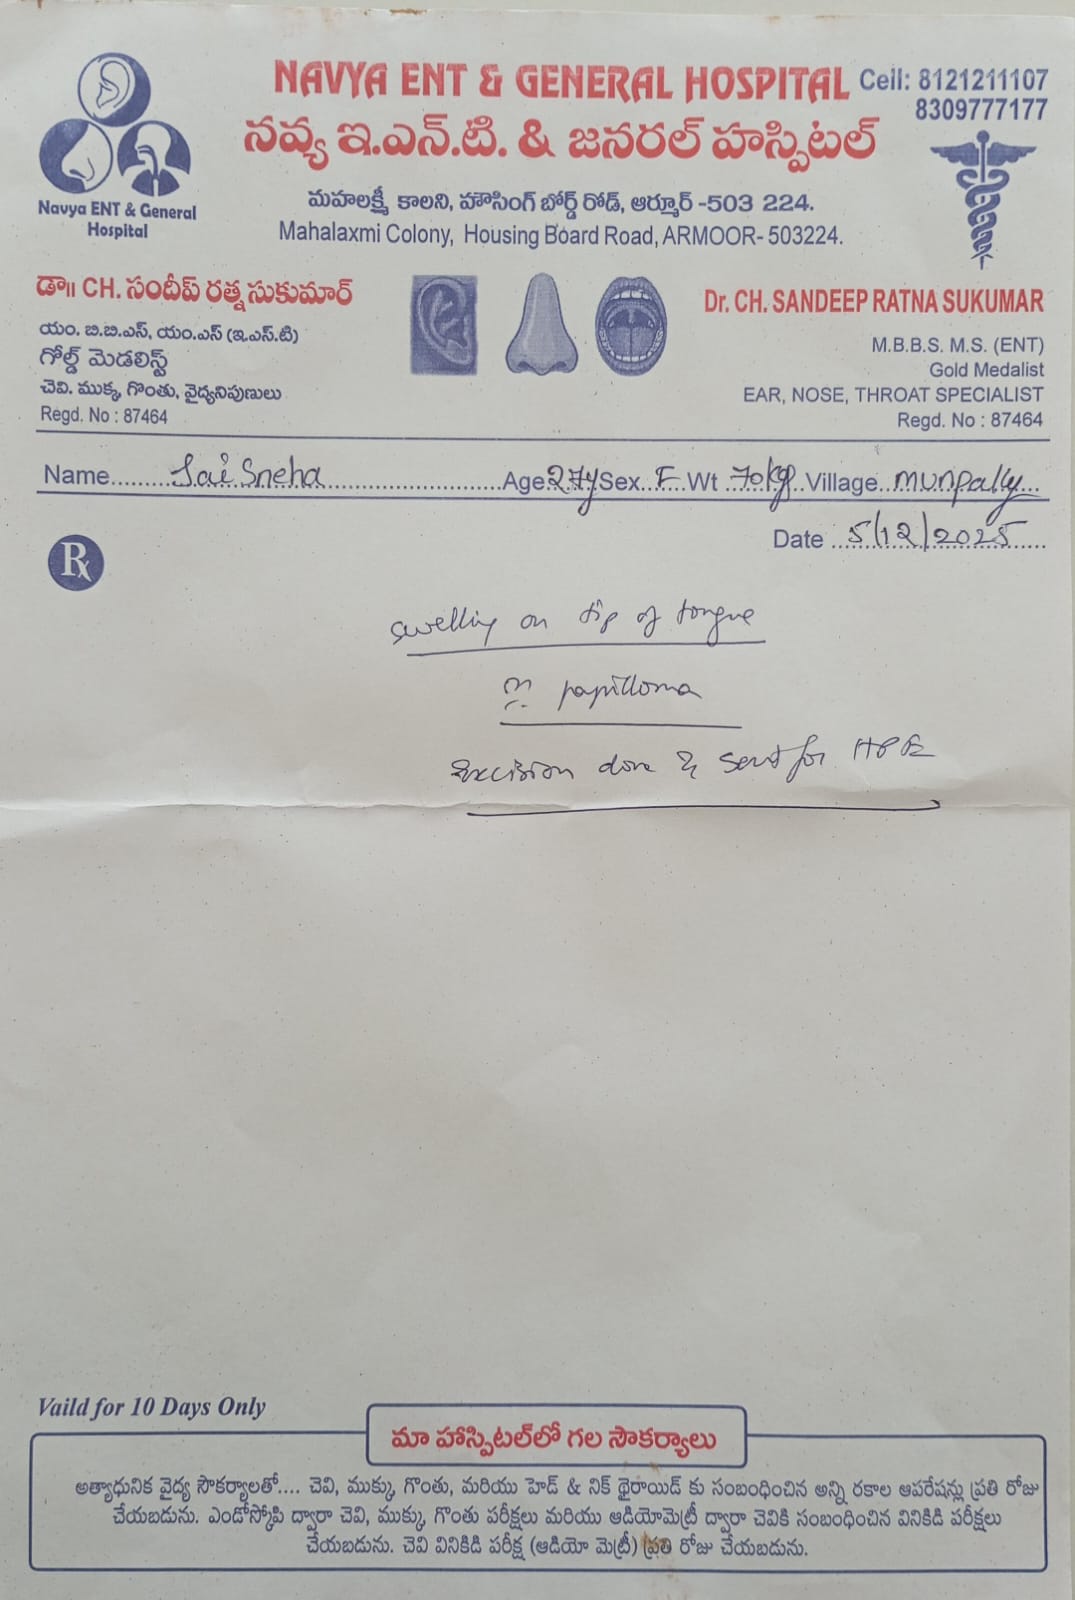 NAVYA ENT & GENERAL HOSPITAL
Cell: 8121211107
8309777177
నవ్య ఇ.ఎన్.టి. & జనరల్ హస్పిటల్
Navya ENT & General
Hospital
మహలక్ష్మీ కాలని, హౌసింగ్ బోర్డ్ రోడ్, ఆర్మూర్ -503 224.
Mahalaxmi Colony, Housing Board Road, ARMOOR- 503224.
డా॥ CH. సందీప్ రత్న సుకుమార్
యం. బి.బి.ఎస్, యం.ఎస్ (ఇ.ఎస్.టి)
గోల్డ్ మెడలిస్ట్
చెవి. ముక్కు గొంతు, వైద్యనిపుణులు
Regd. No : 87464
Dr. CH. SANDEEP RATNA SUKUMAR
M.B.B.S. M.S. (ENT)
Gold Medalist
EAR, NOSE, THROAT SPECIALIST
Regd. No : 87464
Name Sai Sneha Age 27y Sex F Wt 70kg Village Munpally
Date 5/12/2025
Rx
swelling on tip of tongue
papilloma
Excision done & sent for HPE
Vaild for 10 Days Only
మా హాస్పిటల్‌లో గల సౌకర్యాలు
అత్యాధునిక వైద్య సౌకర్యాలతో.... చెవి, ముక్కు గొంతు, మరియు హెడ్ & నెక్ థైరాయిడ్ కు సంబంధించిన అన్ని రకాల ఆపరేషన్లు ప్రతి రోజు
చేయబడును. ఎండోస్కోపి ద్వారా చెవి, ముక్కు గొంతు పరీక్షలు మరియు ఆడియోమెట్రీ ద్వారా చెవికి సంబంధించిన వినికిడి పరీక్షలు
చేయబడును. చెవి వినికిడి పరీక్ష (ఆడియో మెట్రీ) ప్రతి రోజు చేయబడును.